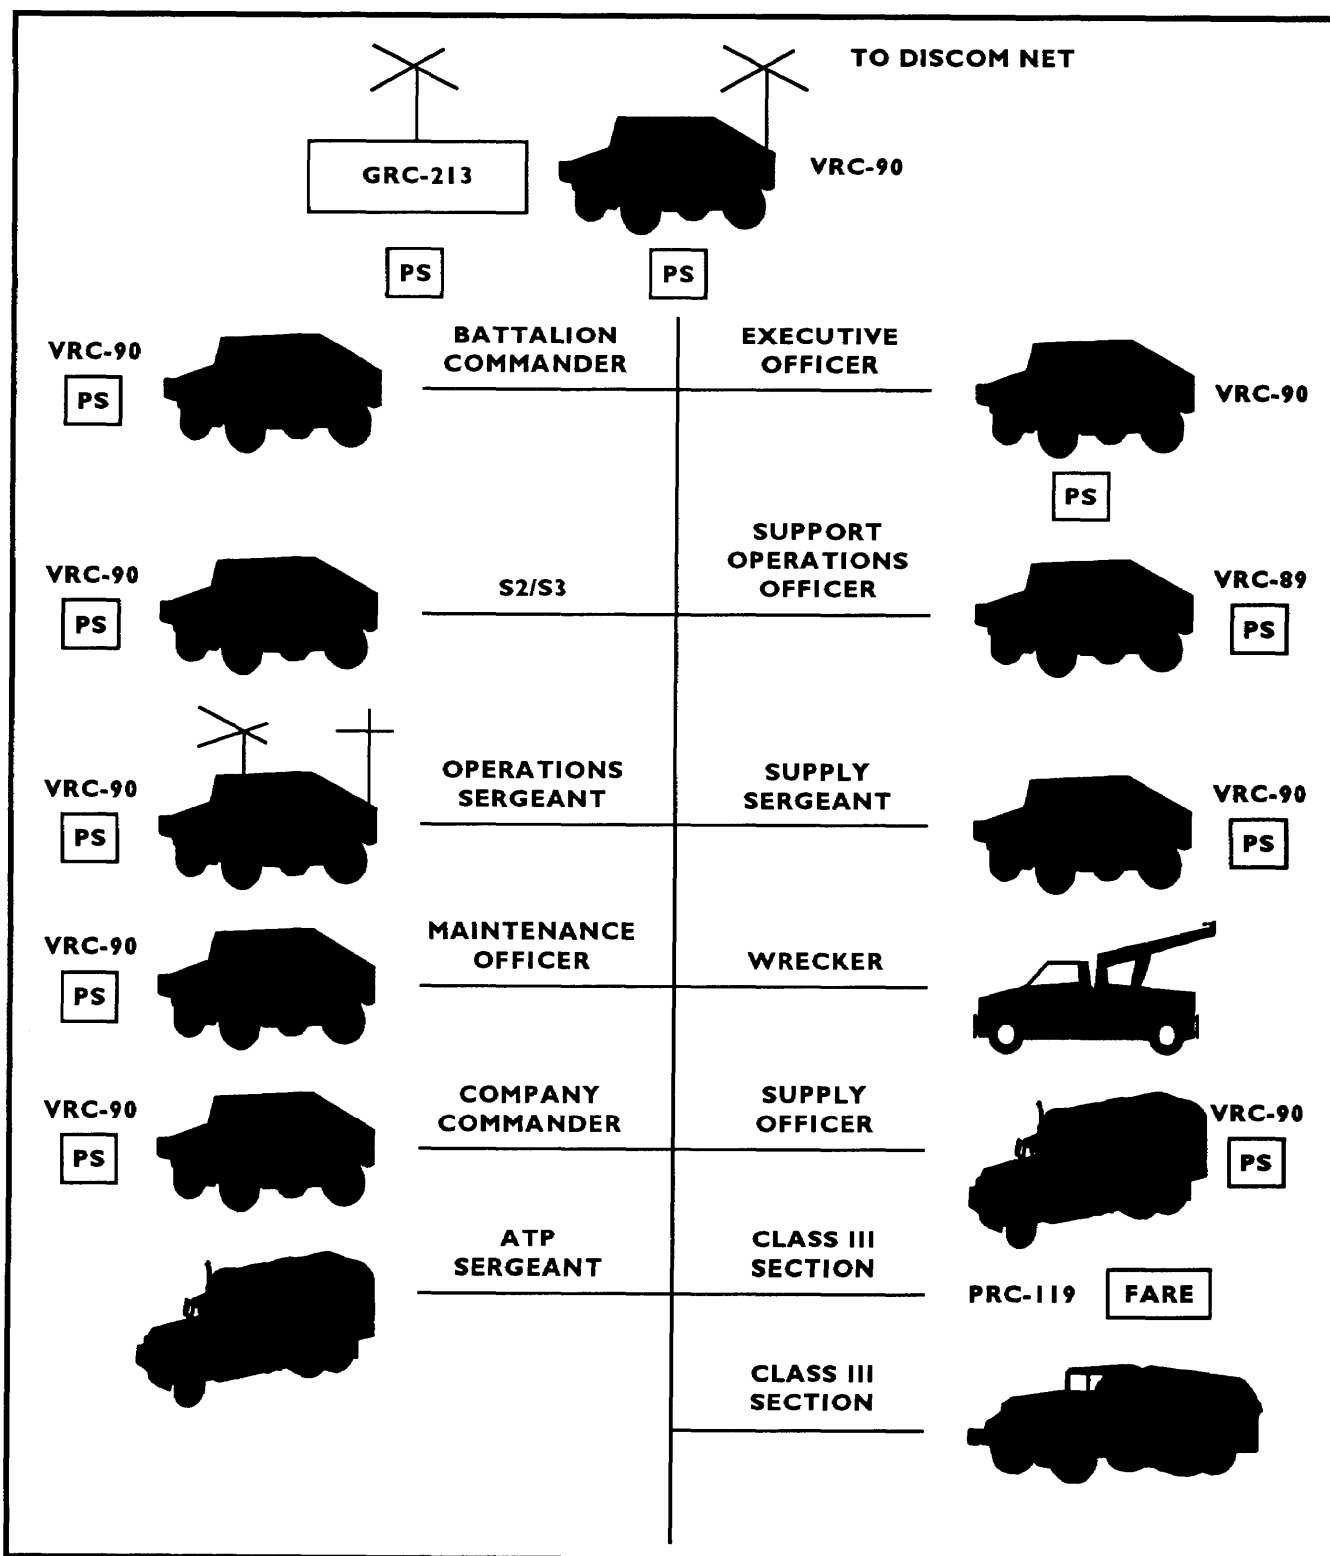 TO DISCOM NET
GRC-213
VRC-90
PS
PS
VRC-90
PS
BATTALION
COMMANDER
EXECUTIVE
OFFICER
VRC-90
PS
VRC-90
PS
S2/S3
SUPPORT
OPERATIONS
OFFICER
VRC-89
PS
VRC-90
PS
OPERATIONS
SERGEANT
SUPPLY
SERGEANT
VRC-90
PS
VRC-90
PS
MAINTENANCE
OFFICER
WRECKER
VRC-90
PS
COMPANY
COMMANDER
SUPPLY
OFFICER
VRC-90
PS
ATP
SERGEANT
CLASS III
SECTION
PRC-119
FARE
CLASS III
SECTION